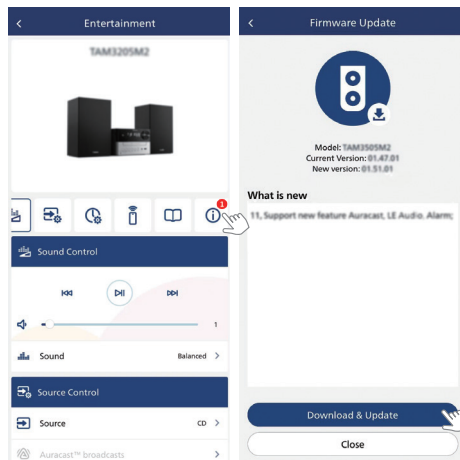 Entertainment
TAM3205M2
1
Sound Control
1
Sound
Balanced
Source Control
Source
CD
Auracast™ broadcasts
Firmware Update
Model: TAM3505M2
Current Version: 01.47.01
New version: 01.51.01
What is new
11, Support new feature Auracast, LE Audio, Alarm;
Download & Update
Close